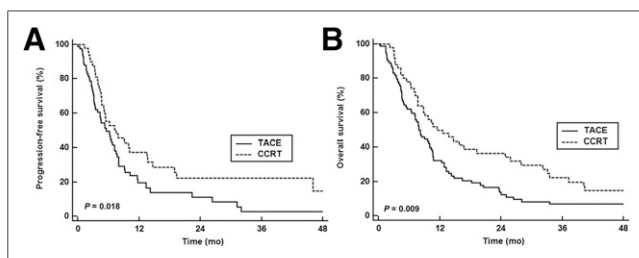 A
Progression-free survival (%)
100
80
60
40
20
0
TACE
CCRT
P = 0.018
0 12 24 36 48
Time (mo)
B
Overall survival (%)
100
80
60
40
20
0
TACE
CCRT
P = 0.009
0 12 24 36 48
Time (mo)